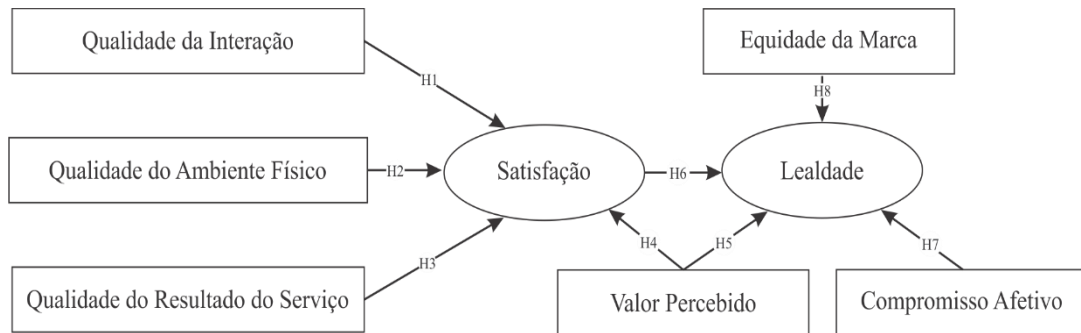 Qualidade da Interação
Equidade da Marca
H1
H8
Qualidade do Ambiente Físico
H2
Satisfação
H6
Lealdade
H3
H4
H5
H7
Qualidade do Resultado do Serviço
Valor Percebido
Compromisso Afetivo